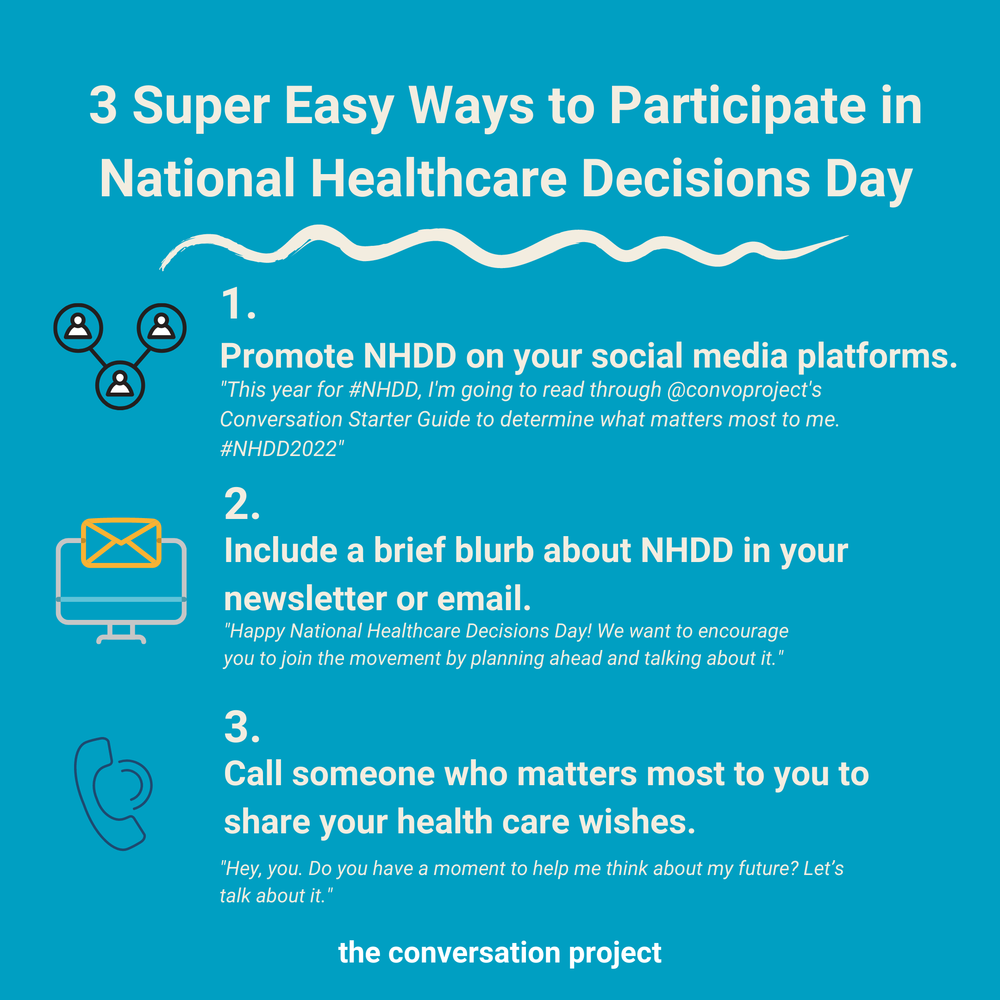 3 Super Easy Ways to Participate in
National Healthcare Decisions Day
1.
Promote NHDD on your social media platforms.
"This year for #NHDD, I'm going to read through @convoproject's
Conversation Starter Guide to determine what matters most to me.
#NHDD2022"
2.
Include a brief blurb about NHDD in your
newsletter or email.
"Happy National Healthcare Decisions Day! We want to encourage
you to join the movement by planning ahead and talking about it."
3.
Call someone who matters most to you to
share your health care wishes.
"Hey, you. Do you have a moment to help me think about my future? Let’s
talk about it."
the conversation project